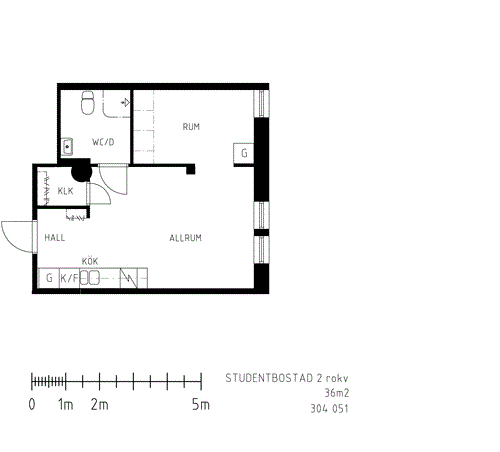 RUM
WC/D
G
KLK
HALL
ALLRUM
KÖK
G
K/F
0 1m 2m 5m
STUDENTBOSTAD 2 rokv
36m2
304 051